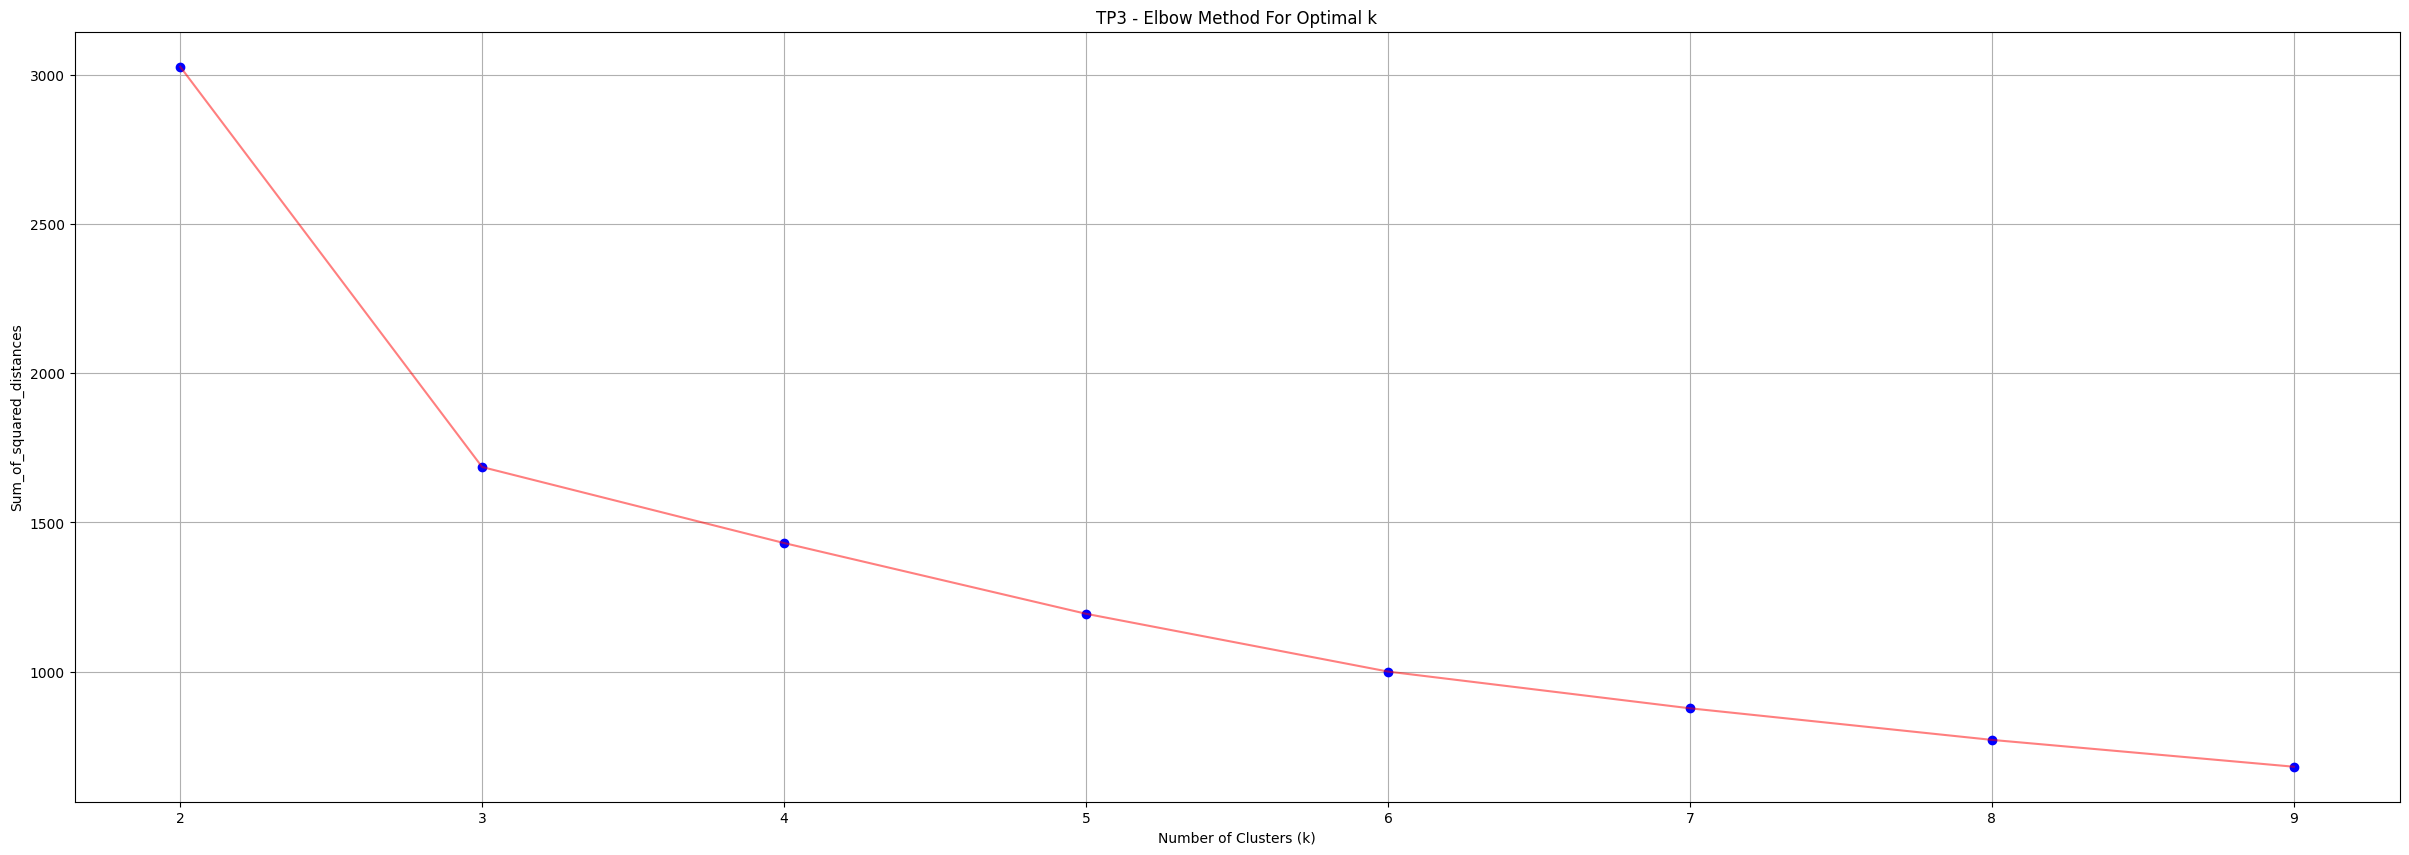 TP3 - Elbow Method For Optimal k
3000
2500
2000
1500
1000
Sum_of_squared_distances
2 3 4 5 6 7 8 9
Number of Clusters (k)